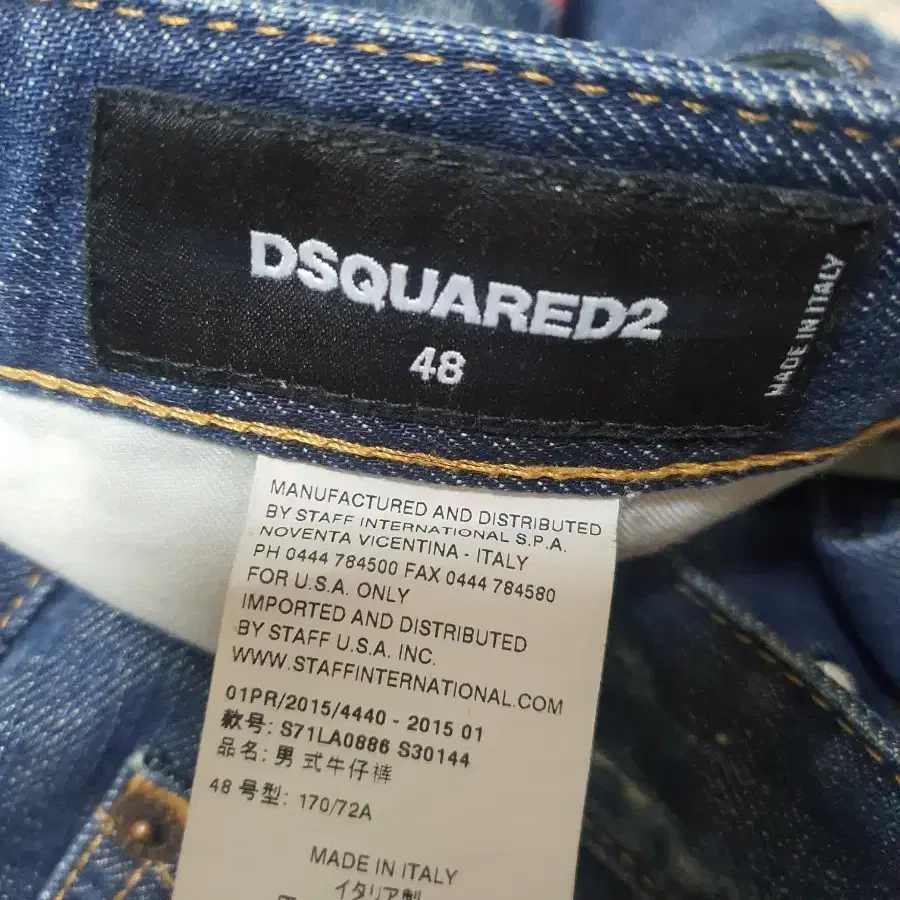 DSQUARED2
48
MADE IN ITALY
MANUFACTURED AND DISTRIBUTED
BY STAFF INTERNATIONAL S.P.A.
NOVENTA VICENTINA - ITALY
PH 0444 784500 FAX 0444 784580
FOR U.S.A. ONLY
IMPORTED AND DISTRIBUTED
BY STAFF U.S.A. INC.
WWW.STAFFINTERNATIONAL.COM
01PR/2015/4440 - 2015 01
款号: S71LA0886 S30144
品名: 男式牛仔裤
48 号型: 170/72A
MADE IN ITALY
イタリア製